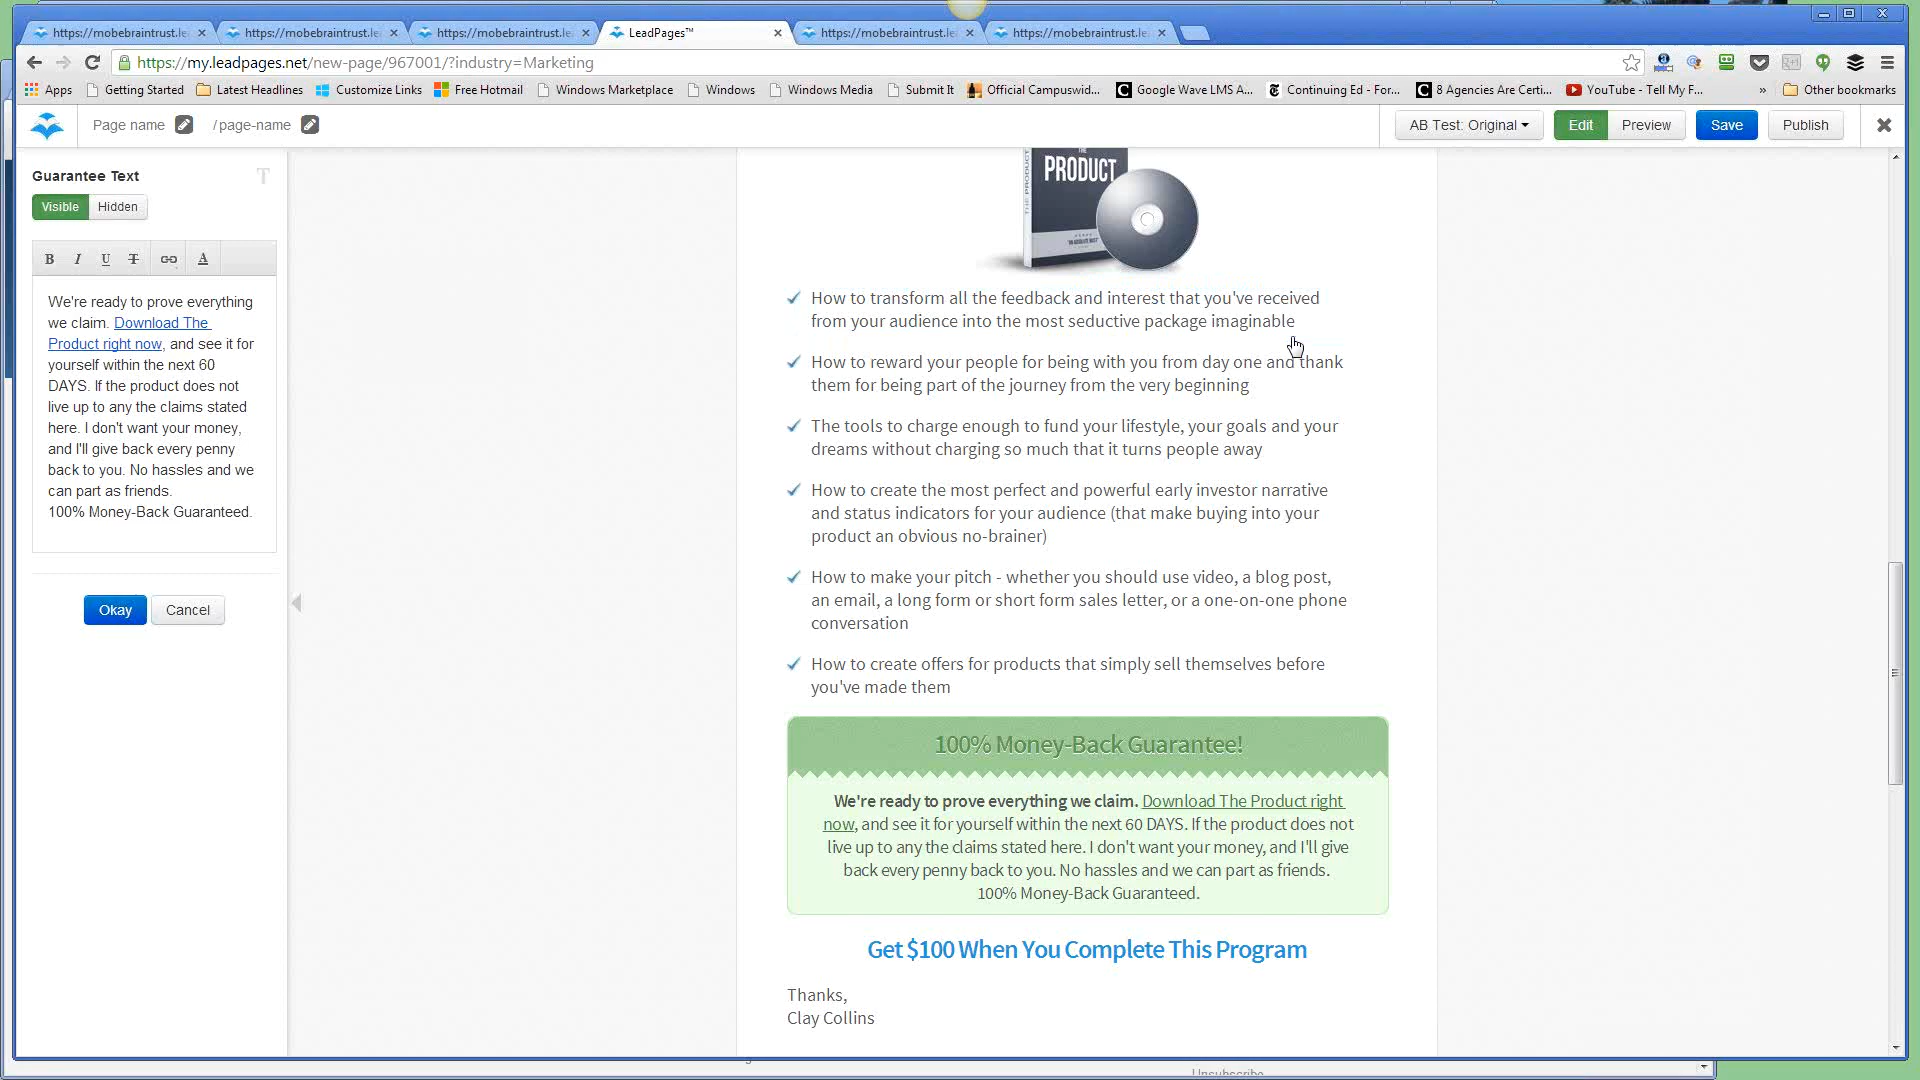 https://mobebraintrust.le
https://mobebraintrust.le
https://mobebraintrust.le
LeadPages™
https://mobebraintrust.le
https://mobebraintrust.le
https://my.leadpages.net/new-page/967001/?industry=Marketing
Apps
Getting Started
Latest Headlines
Customize Links
Free Hotmail
Windows Marketplace
Windows
Windows Media
Submit It
Official Campuswid...
Google Wave LMS A...
Continuing Ed - For...
8 Agencies Are Certi...
YouTube - Tell My F...
»
Other bookmarks
Page name
/page-name
AB Test: Original
Edit
Preview
Save
Publish
Guarantee Text
T
Visible
Hidden
B I U T A
We're ready to prove everything
we claim. Download The
Product right now, and see it for
yourself within the next 60
DAYS. If the product does not
live up to any the claims stated
here. I don't want your money,
and I'll give back every penny
back to you. No hassles and we
can part as friends.
100% Money-Back Guaranteed.
Okay
Cancel
THE
PRODUCT
How to transform all the feedback and interest that you've received
from your audience into the most seductive package imaginable
How to reward your people for being with you from day one and thank
them for being part of the journey from the very beginning
The tools to charge enough to fund your lifestyle, your goals and your
dreams without charging so much that it turns people away
How to create the most perfect and powerful early investor narrative
and status indicators for your audience (that make buying into your
product an obvious no-brainer)
How to make your pitch - whether you should use video, a blog post,
an email, a long form or short form sales letter, or a one-on-one phone
conversation
How to create offers for products that simply sell themselves before
you've made them
100% Money-Back Guarantee!
We're ready to prove everything we claim. Download The Product right
now, and see it for yourself within the next 60 DAYS. If the product does not
live up to any the claims stated here. I don't want your money, and I'll give
back every penny back to you. No hassles and we can part as friends.
100% Money-Back Guaranteed.
Get $100 When You Complete This Program
Thanks,
Clay Collins
Unsubscribe